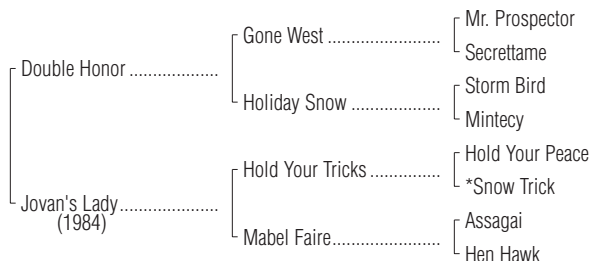 Double Honor ..................
Jovan's Lady....................
(1984)
Gone West .......................
Holiday Snow ..................
Hold Your Tricks ..............
Mabel Faire......................
Mr. Prospector
Secrettame
Storm Bird
Mintecy
Hold Your Peace
*Snow Trick
Assagai
Hen Hawk